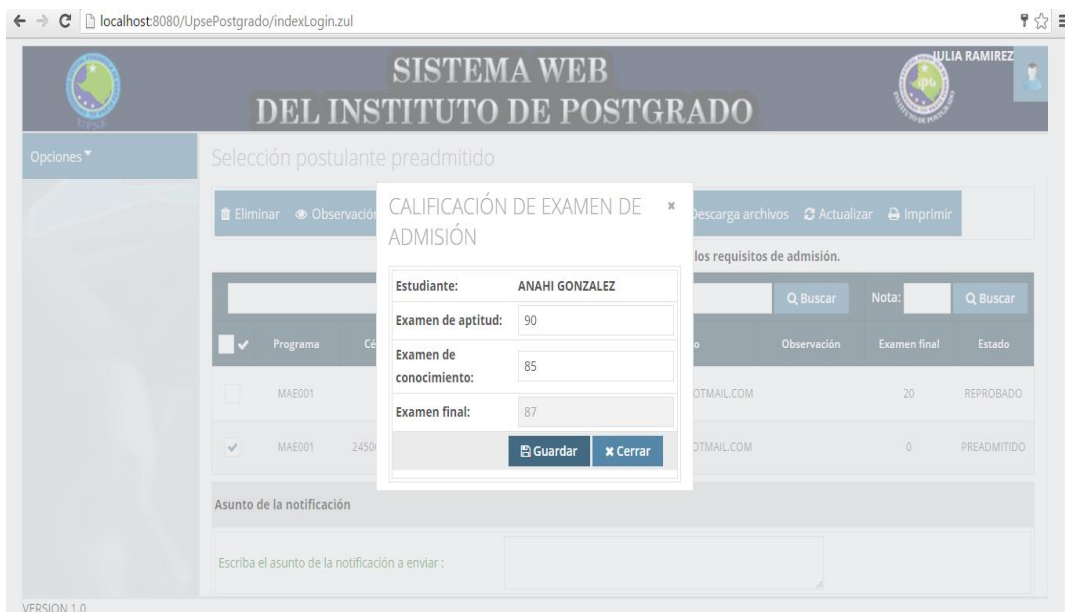 localhost:8080/UpsePostgrado/indexLogin.zul
SISTEMA WEB
DEL INSTITUTO DE POSTGRADO
JULIA RAMIREZ
UPSE
Opciones
Selección postulante preadmitido
Eliminar Observación Descarga archivos Actualizar Imprimir
los requisitos de admisión.
Buscar Nota: Buscar
Programa Cé o Observación Examen final Estado
MAE001 OTMAIL.COM 20 REPROBADO
MAE001 2450 OTMAIL.COM 0 PREADMITIDO
CALIFICACIÓN DE EXAMEN DE
ADMISIÓN
Estudiante: ANAHI GONZALEZ
Examen de aptitud: 90
Examen de
conocimiento: 85
Examen final: 87
Guardar Cerrar
Asunto de la notificación
Escriba el asunto de la notificación a enviar :
VERSION 1.0